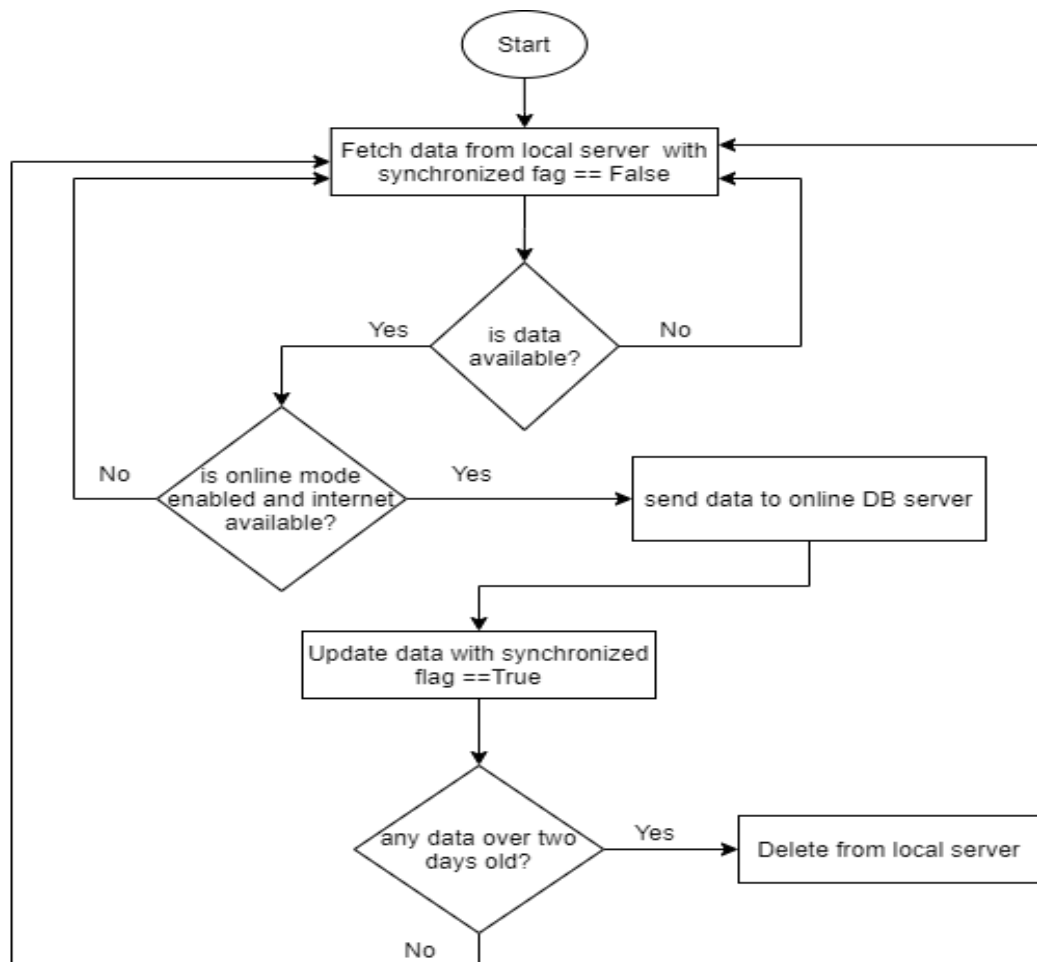 Start
Fetch data from local server with
synchronized fag == False
Yes
is data
available?
No
No
is online mode
enabled and internet
available?
Yes
send data to online DB server
Update data with synchronized
flag ==True
any data over two
days old?
Yes
Delete from local server
No